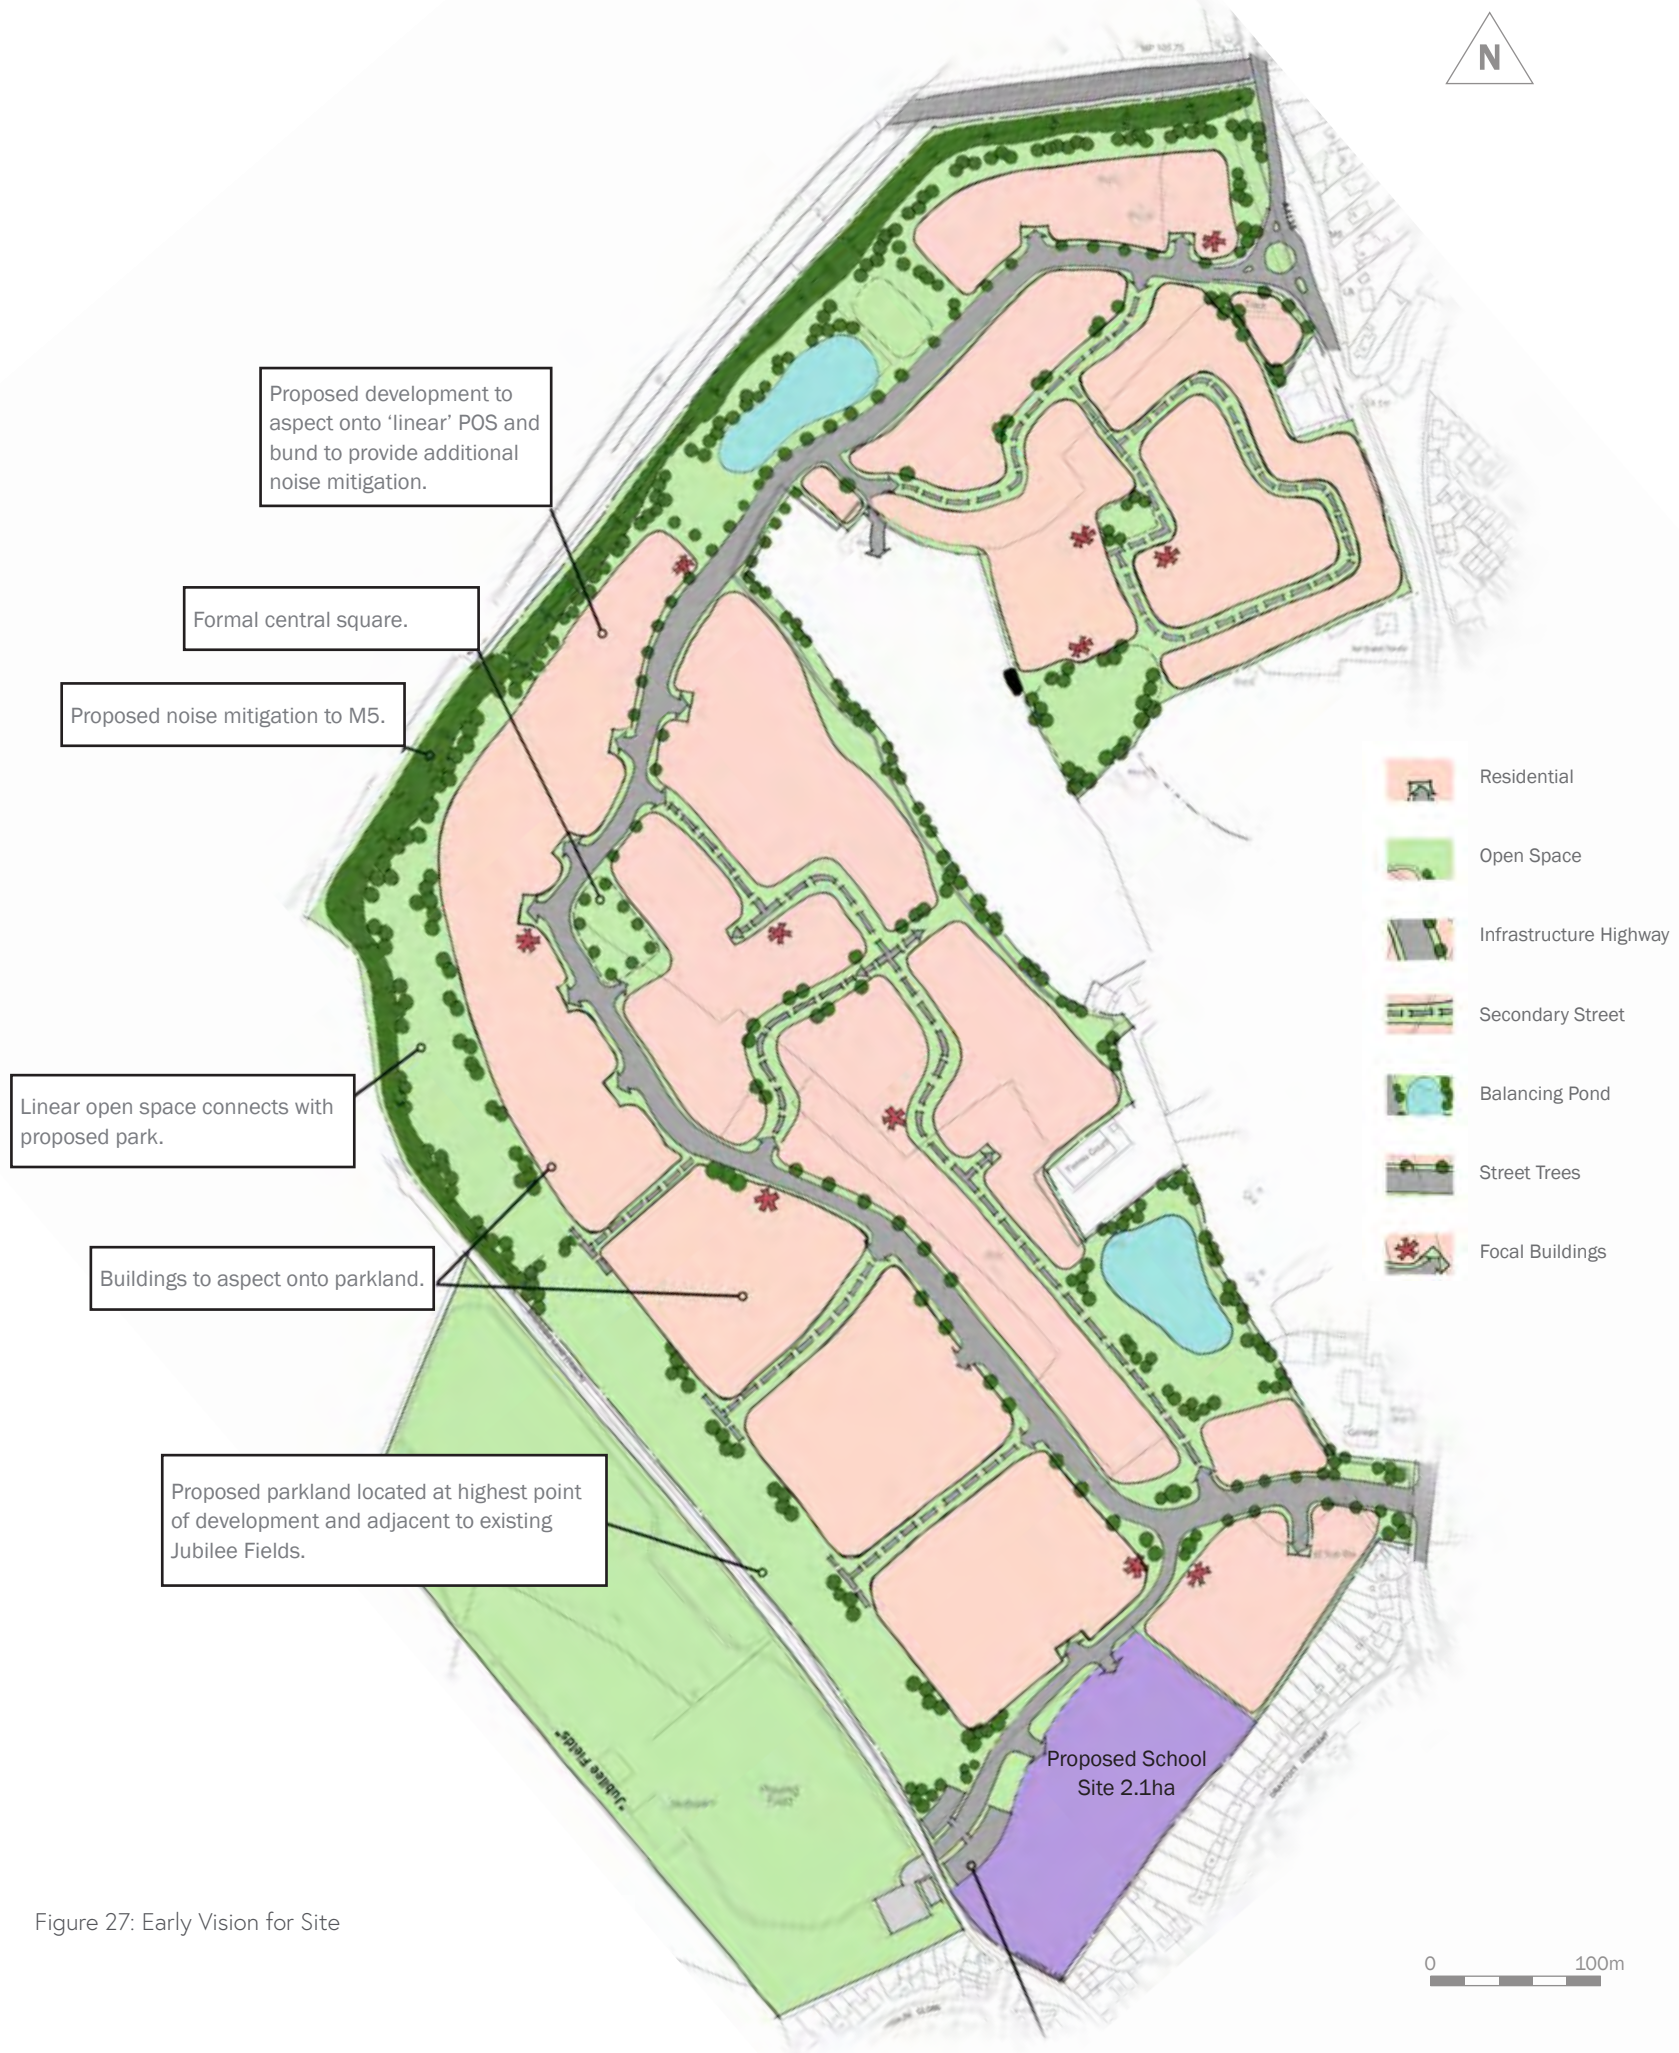 N
Proposed development to
aspect onto ‘linear’ POS and
bund to provide additional
noise mitigation.
Formal central square.
Proposed noise mitigation to M5.
Residential
Open Space
Infrastructure Highway
Secondary Street
Balancing Pond
Street Trees
Focal Buildings
Linear open space connects with
proposed park.
Tennis Court
Buildings to aspect onto parkland.
Proposed parkland located at highest point
of development and adjacent to existing
Jubilee Fields.
"Jubilee Fields"
Playing
Field
Proposed School
Site 2.1ha
Figure 27: Early Vision for Site
0 100m